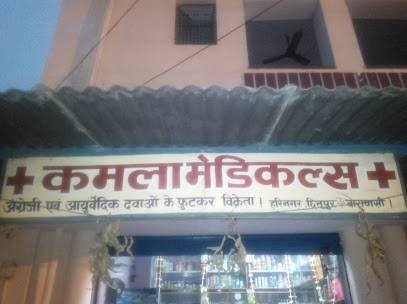 कमला मेडिकल्स
अंग्रेजी एवं आयुर्वेदिक दवाओं के फुटकर विक्रेता। हरिनगर छित्तूपुर - वाराणसी।